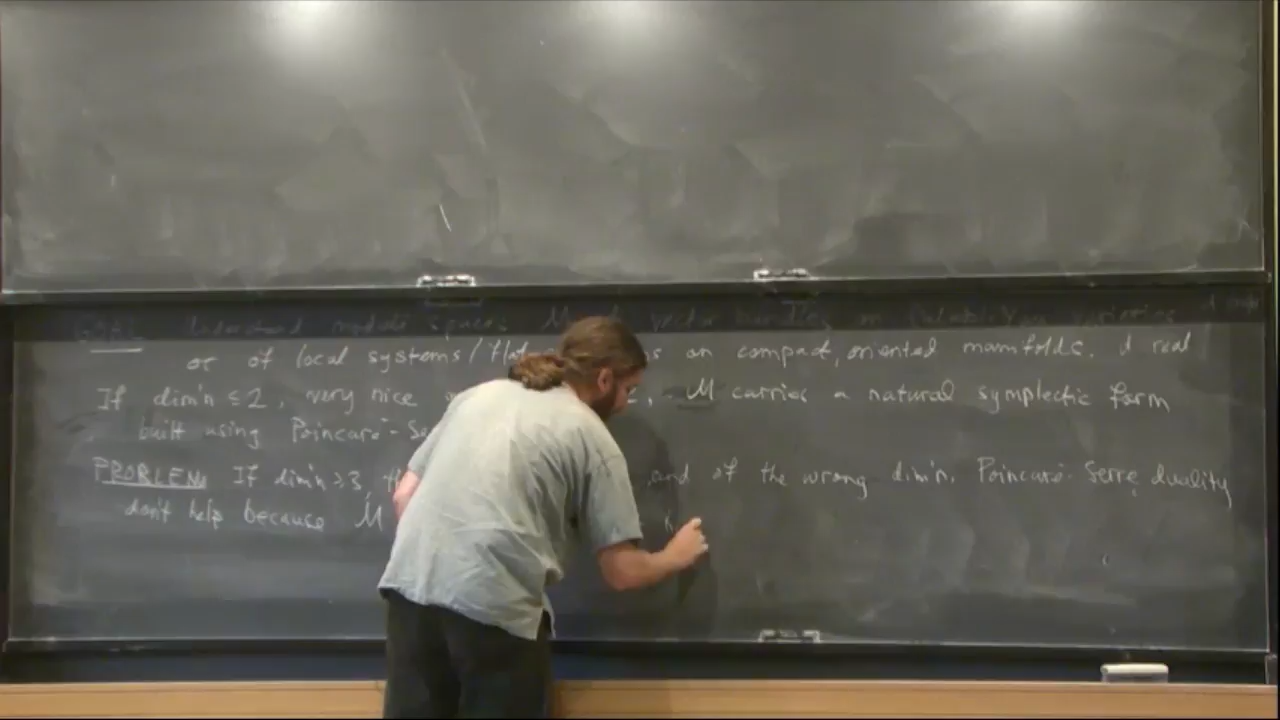 GOAL Understand moduli spaces M of vector bundles on Calabi-Yau varieties
or of local systems/flat on compact, oriented manifolds. & real
If dim'n ≤ 2, very nice M carries a natural symplectic form
built using Poincaré-Se
PROBLEM If dim'n ≥ 3, and of the wrong dim'n. Poincaré-Serre duality
don't help because M